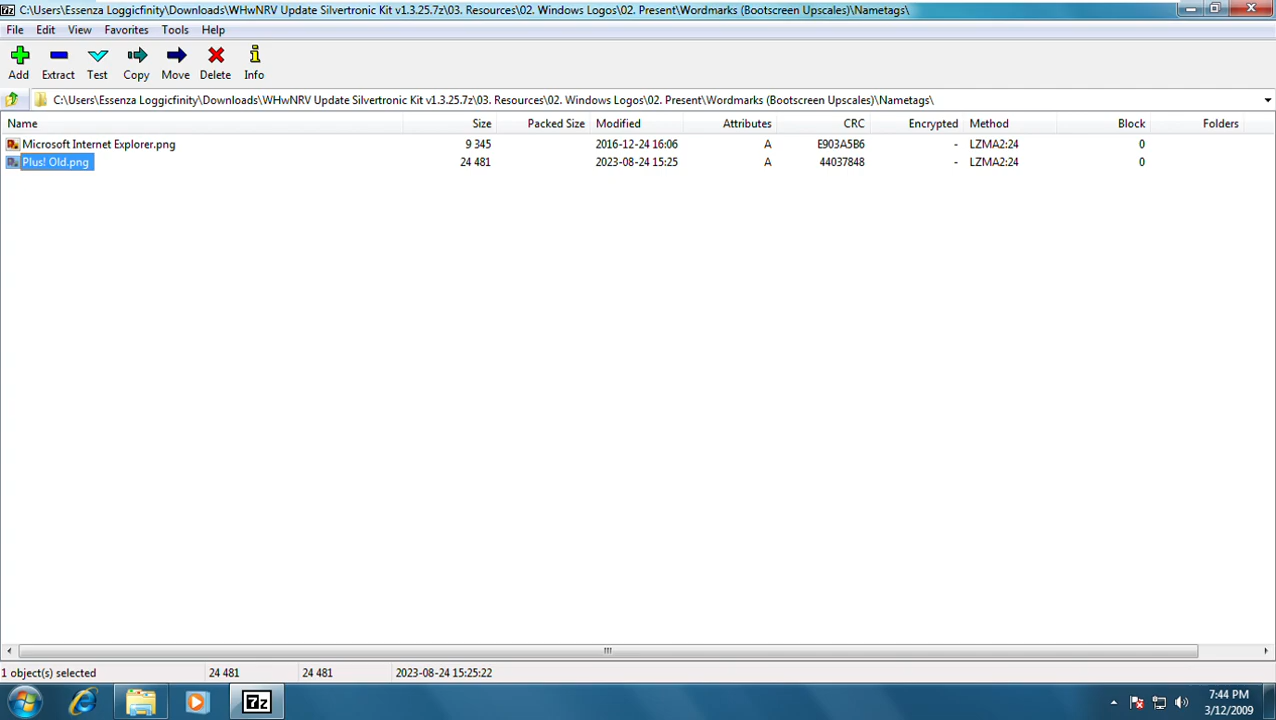 C:\Users\Essenza Loggicfinity\Downloads\WHwNRV Update Silvertronic Kit v1.3.25.7z\03. Resources\02. Windows Logos\02. Present\Wordmarks (Bootscreen Upscales)\Nametags\
File Edit View Favorites Tools Help
Add Extract Test Copy Move Delete Info
C:\Users\Essenza Loggicfinity\Downloads\WHwNRV Update Silvertronic Kit v1.3.25.7z\03. Resources\02. Windows Logos\02. Present\Wordmarks (Bootscreen Upscales)\Nametags\
Name Size Packed Size Modified Attributes CRC Encrypted Method Block Folders
Microsoft Internet Explorer.png 9 345 2016-12-24 16:06 A E903A5B6 - LZMA2:24 0
Plus! Old.png 24 481 2023-08-24 15:25 A 44037848 - LZMA2:24 0
1 object(s) selected 24 481 24 481 2023-08-24 15:25:22
7z 7:44 PM
3/12/2009